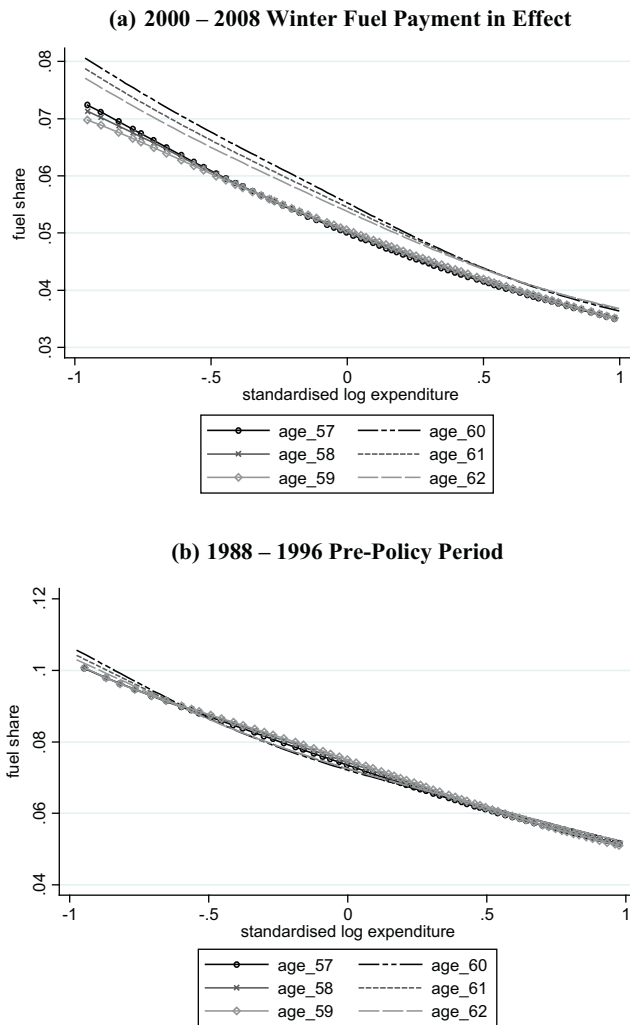 (a) 2000 – 2008 Winter Fuel Payment in Effect
.08
.07
.06
.05
.04
.03
fuel share
-1 -.5 0 .5 1
standardised log expenditure
age_57 age_60
age_58 age_61
age_59 age_62
(b) 1988 – 1996 Pre-Policy Period
.12
.1
.08
.06
.04
fuel share
-1 -.5 0 .5 1
standardised log expenditure
age_57 age_60
age_58 age_61
age_59 age_62